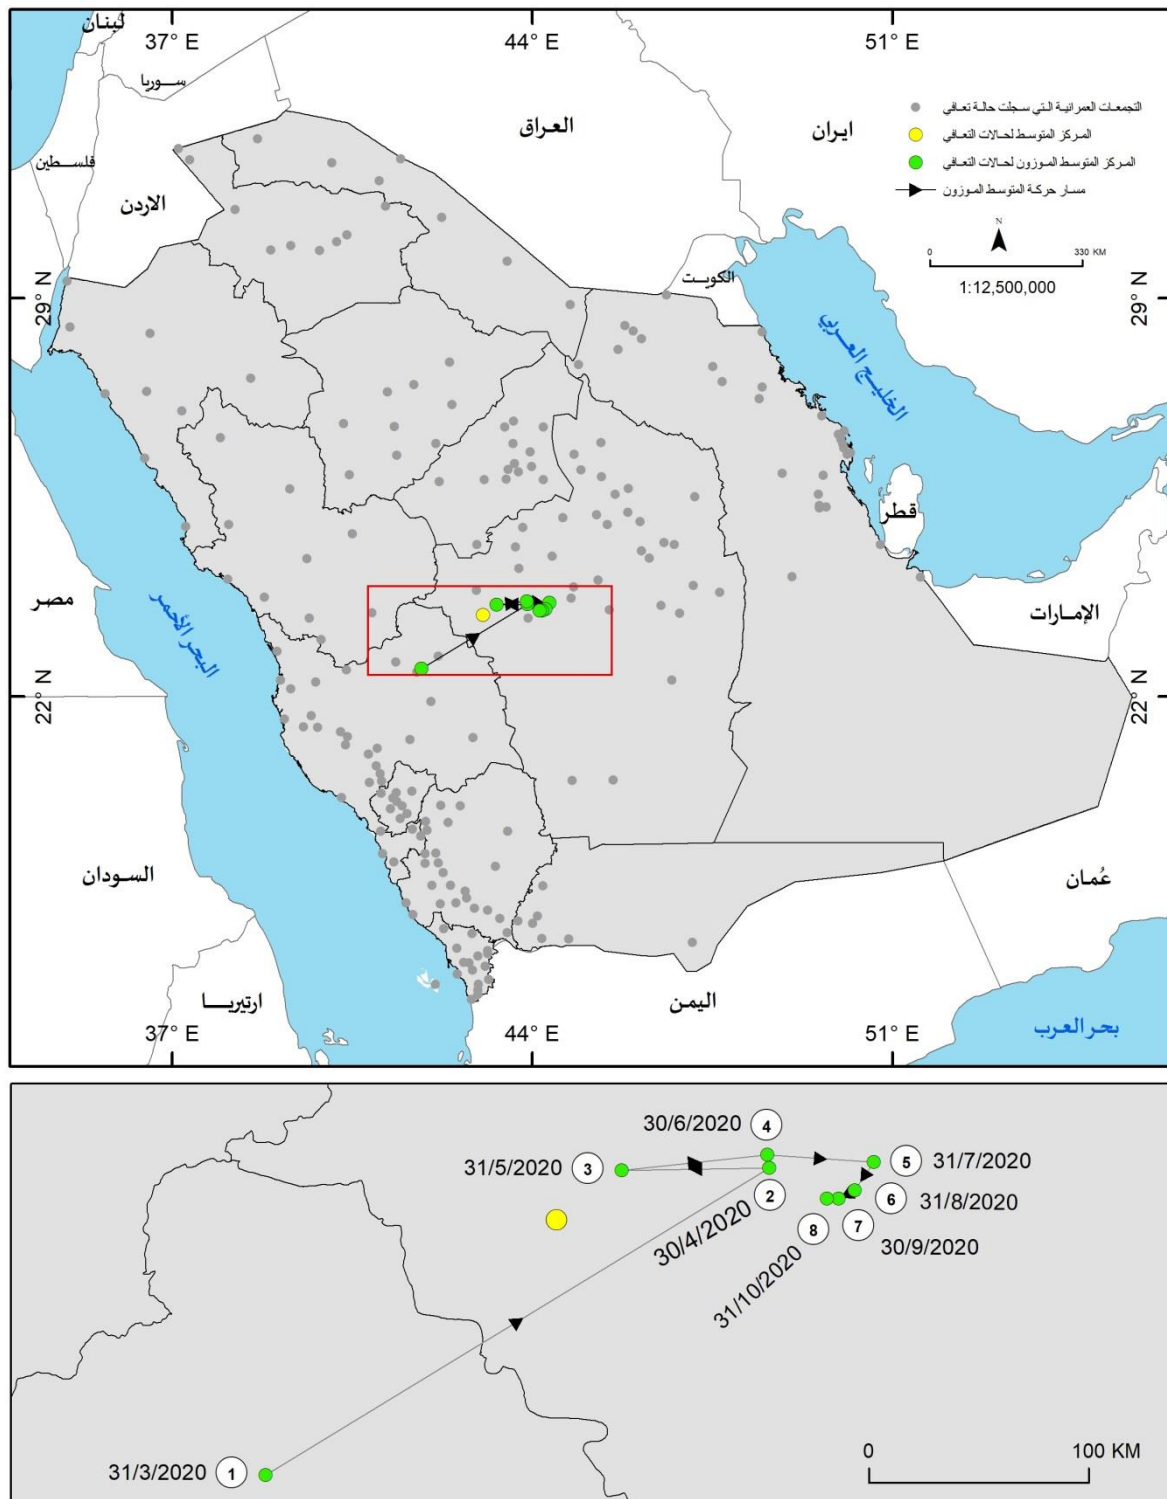 37° E
44° E
51° E
لبنان
سوريا
العراق
ايران
فلسطين
الاردن
التجمعات العمرانية التي سجلت حالة تعافي
المركز المتوسط لحالات التعافي
المركز المتوسط الموزون لحالات التعافي
مسار حركة المتوسط الموزون
N
0
330 KM
1:12,500,000
الكويت
29° N
29° N
الخليج العربي
قطر
مصر
الإمارات
البحر الأحمر
22° N
22° N
السودان
عُمان
ارتيريا
اليمن
بحر العرب
37° E
44° E
51° E
30/6/2020
4
31/5/2020
3
5
31/7/2020
2
6
31/8/2020
30/4/2020
8
7
30/9/2020
31/10/2020
31/3/2020
1
0
100 KM